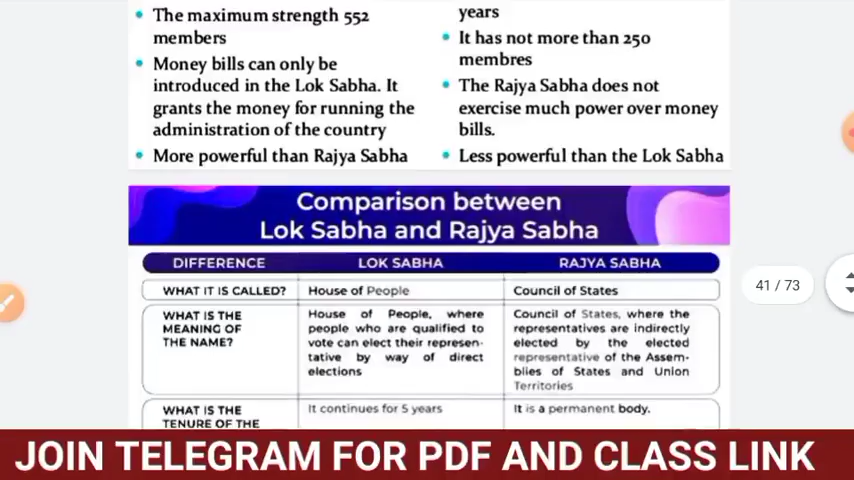 The maximum strength 552
members
Money bills can only be
introduced in the Lok Sabha. It
grants the money for running the
administration of the country
More powerful than Rajya Sabha
years
It has not more than 250
membres
The Rajya Sabha does not
exercise much power over money
bills.
Less powerful than the Lok Sabha
Comparison between
Lok Sabha and Rajya Sabha
DIFFERENCE LOK SABHA RAJYA SABHA
WHAT IT IS CALLED? House of People Council of States
WHAT IS THE
MEANING OF
THE NAME?
House of People, where
people who are qualified to
vote can elect their represen-
tative by way of direct
elections
Council of States, where the
representatives are indirectly
elected by the elected
representative of the Assem-
blies of States and Union
Territories
WHAT IS THE
TENURE OF THE
It continues for 5 years
It is a permanent body.
41 / 73
JOIN TELEGRAM FOR PDF AND CLASS LINK